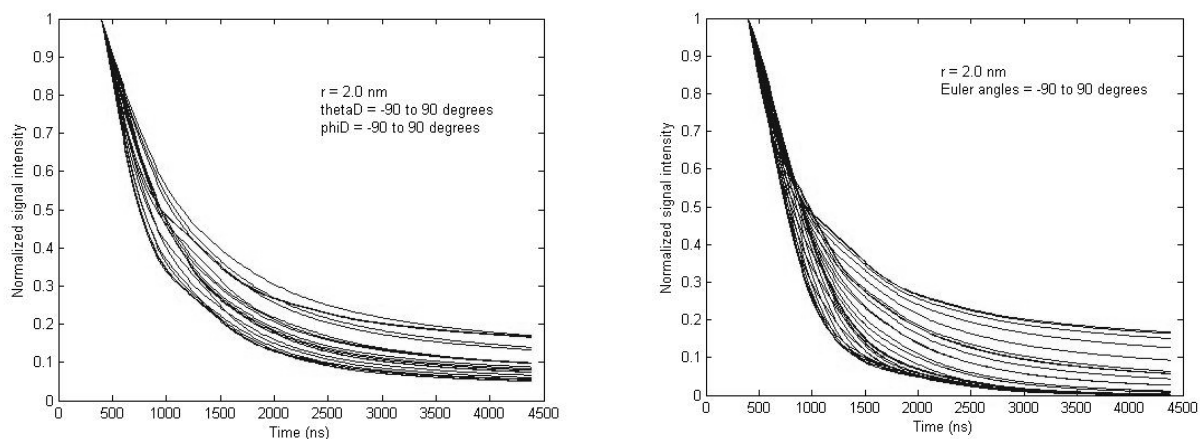 1
0.9
0.8
0.7
0.6
0.5
0.4
0.3
0.2
0.1
0
Normalized signal intensity
r = 2.0 nm
thetaD = -90 to 90 degrees
phiD = -90 to 90 degrees
0 500 1000 1500 2000 2500 3000 3500 4000 4500
Time (ns)
1
0.9
0.8
0.7
0.6
0.5
0.4
0.3
0.2
0.1
0
Normalized signal intensity
r = 2.0 nm
Euler angles = -90 to 90 degrees
0 500 1000 1500 2000 2500 3000 3500 4000 4500
Time (ns)